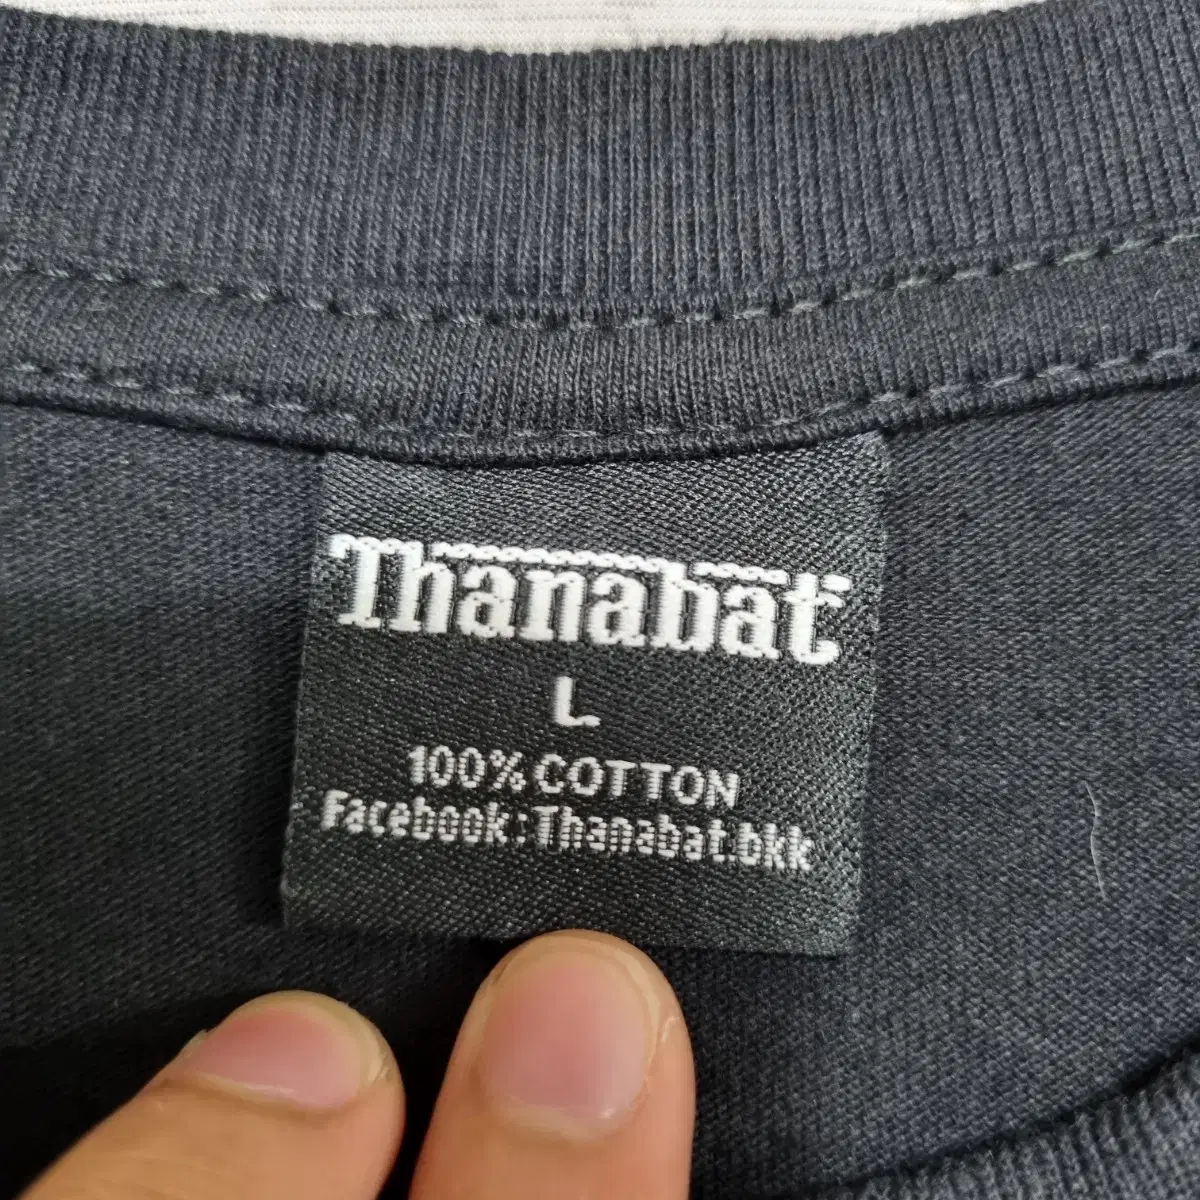 Thanabat
L
100% COTTON
Facebook:Thanabat.bkk